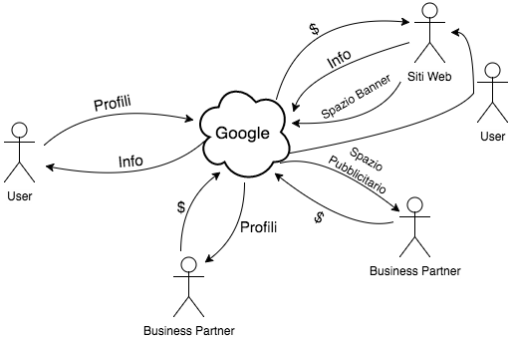 $
Info
Siti Web
Spazio Banner
User
Profili
Google
Info
User
Spazio
Pubblicitario
$
$
Profili
Business Partner
Business Partner